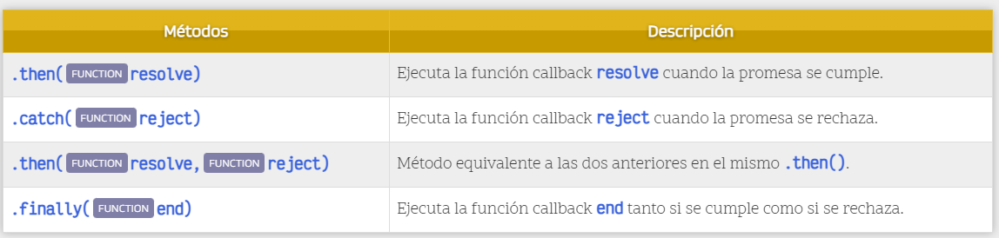 Métodos Descripción
.then(FUNCTION resolve) Ejecuta la función callback resolve cuando la promesa se cumple.
.catch(FUNCTION reject) Ejecuta la función callback reject cuando la promesa se rechaza.
.then(FUNCTION resolve, FUNCTION reject) Método equivalente a las dos anteriores en el mismo .then().
.finally(FUNCTION end) Ejecuta la función callback end tanto si se cumple como si se rechaza.